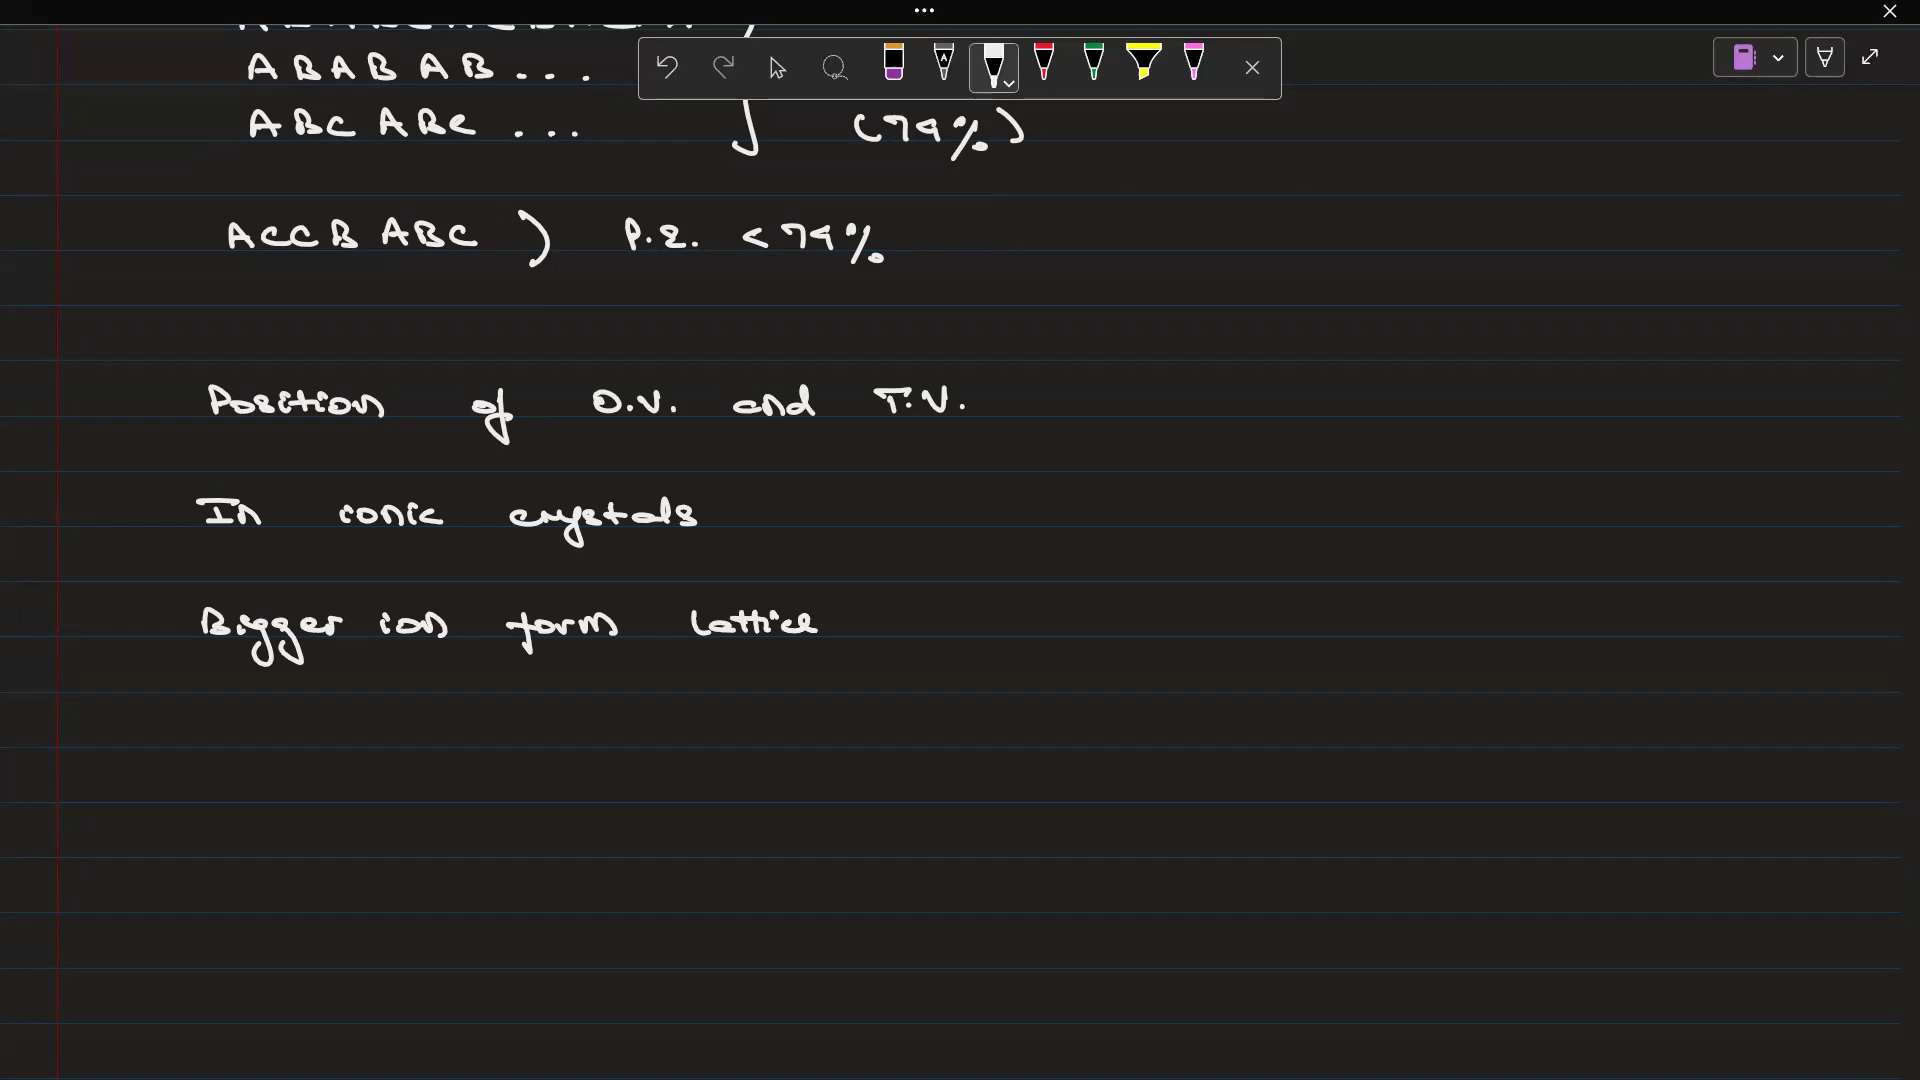 ABABAB...
ABC ABC ... (74%)
ACCB ABC ) P.E. <74%
Position of O.V. and T.V.
In ionic crystals
Bigger ion form lattice